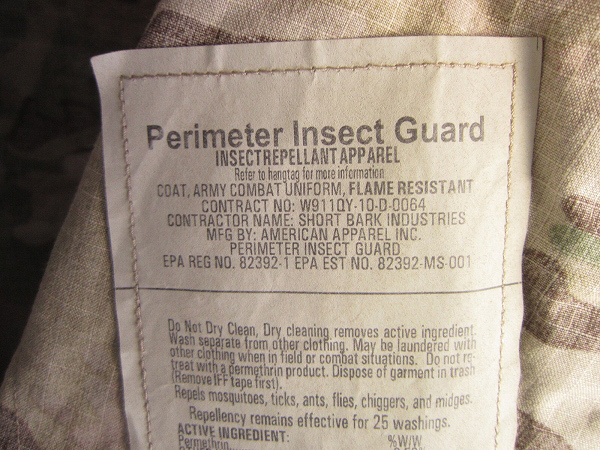 Perimeter Insect Guard
INSECTREPELLANT APPAREL
Refer to hangtag for more information
COAT, ARMY COMBAT UNIFORM, FLAME RESISTANT
CONTRACT NO: W911QY-10-D-0064
CONTRACTOR NAME: SHORT BARK INDUSTRIES
MFG BY: AMERICAN APPAREL INC.
PERIMETER INSECT GUARD
EPA REG NO. 82392-1 EPA EST NO. 82392-MS-001
Do Not Dry Clean, Dry cleaning removes active ingredient.
Wash separate from other clothing. May be laundered with
other clothing when in field or combat situations. Do not re-
treat with a permethrin product. Dispose of garment in trash
(Remove IFF tape first).
Repels mosquitoes, ticks, ants, flies, chiggers, and midges.
Repellency remains effective for 25 washings.
ACTIVE INGREDIENT: %W/W
Permethrin